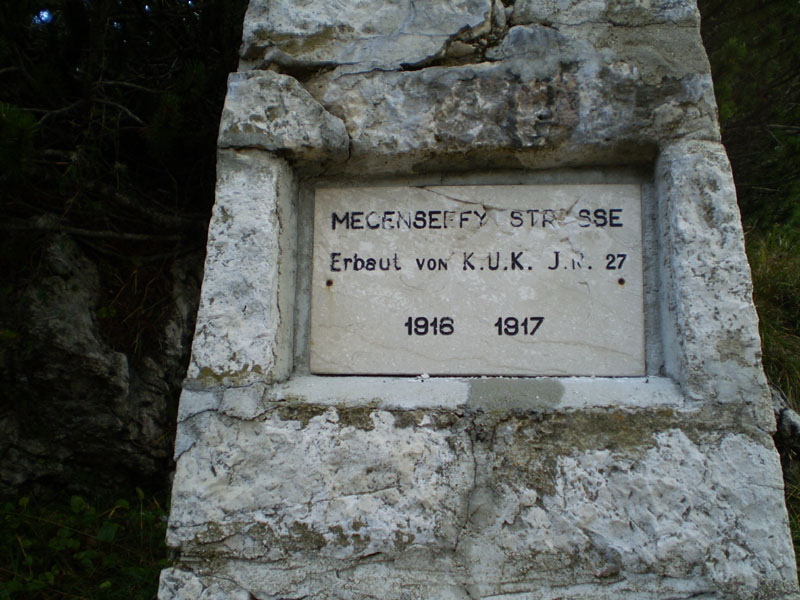 MECENSEFFY STRASSE
Erbaut von K.U.K. J.R. 27
1916 1917